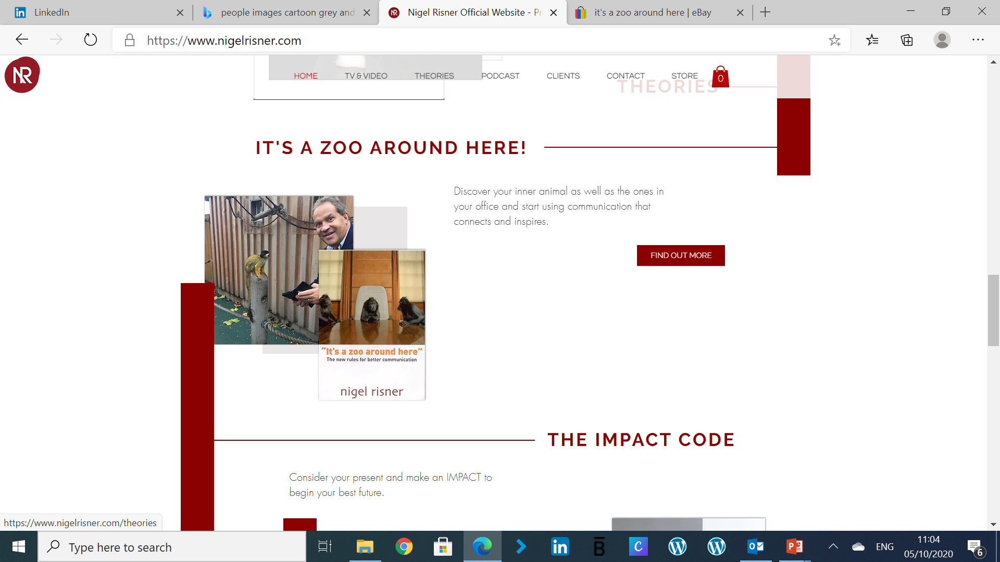 LinkedIn
people images cartoon grey and
Nigel Risner Official Website - Pr
it's a zoo around here | eBay
https://www.nigelrisner.com
NR
HOME
TV & VIDEO
THEORIES
PODCAST
CLIENTS
CONTACT
STORE
0
THEORIES
IT'S A ZOO AROUND HERE!
Discover your inner animal as well as the ones in
your office and start using communication that
connects and inspires.
FIND OUT MORE
“It's a zoo around here”
The new rules for better communication
nigel risner
THE IMPACT CODE
Consider your present and make an IMPACT to
begin your best future.
https://www.nigelrisner.com/theories
Type here to search
ENG
11:04
05/10/2020
6